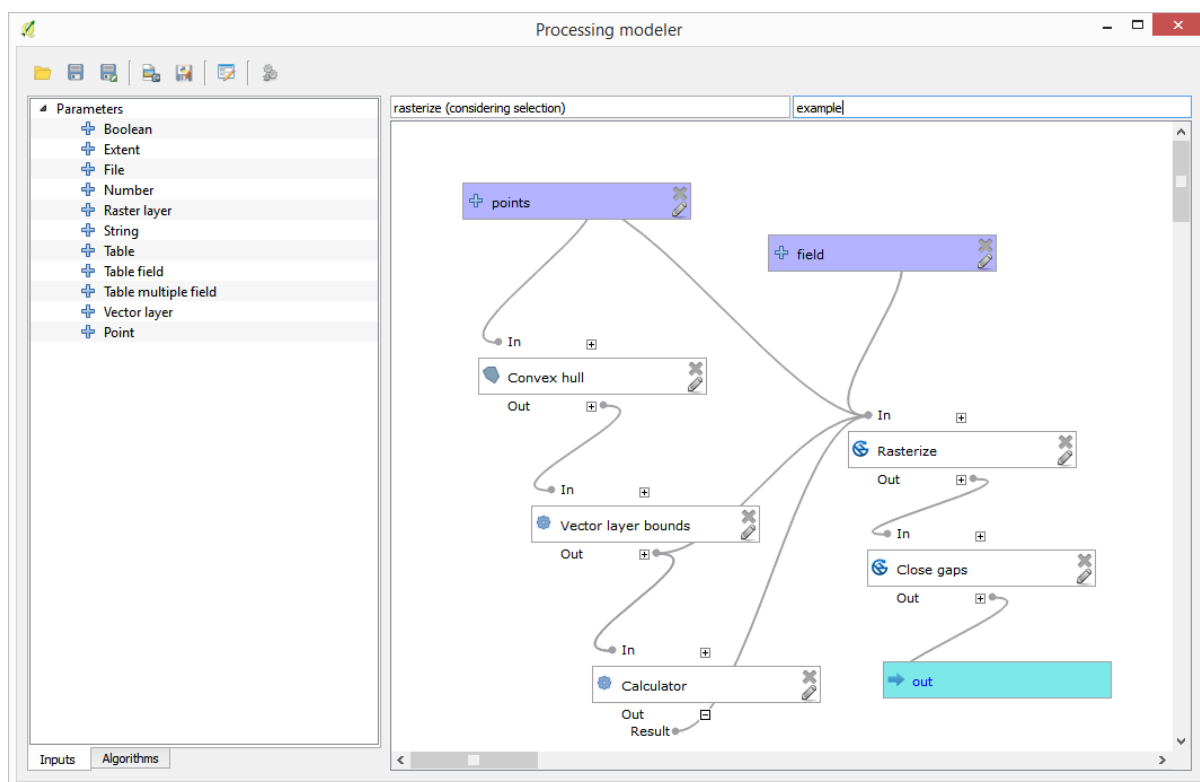 Processing modeler
Parameters
Boolean
Extent
File
Number
Raster layer
String
Table
Table field
Table multiple field
Vector layer
Point
Inputs
Algorithms
rasterize (considering selection)
example
points
field
In
Convex hull
Out
In
Rasterize
Out
In
Vector layer bounds
Out
In
Close gaps
Out
In
Calculator
Out
Result
out